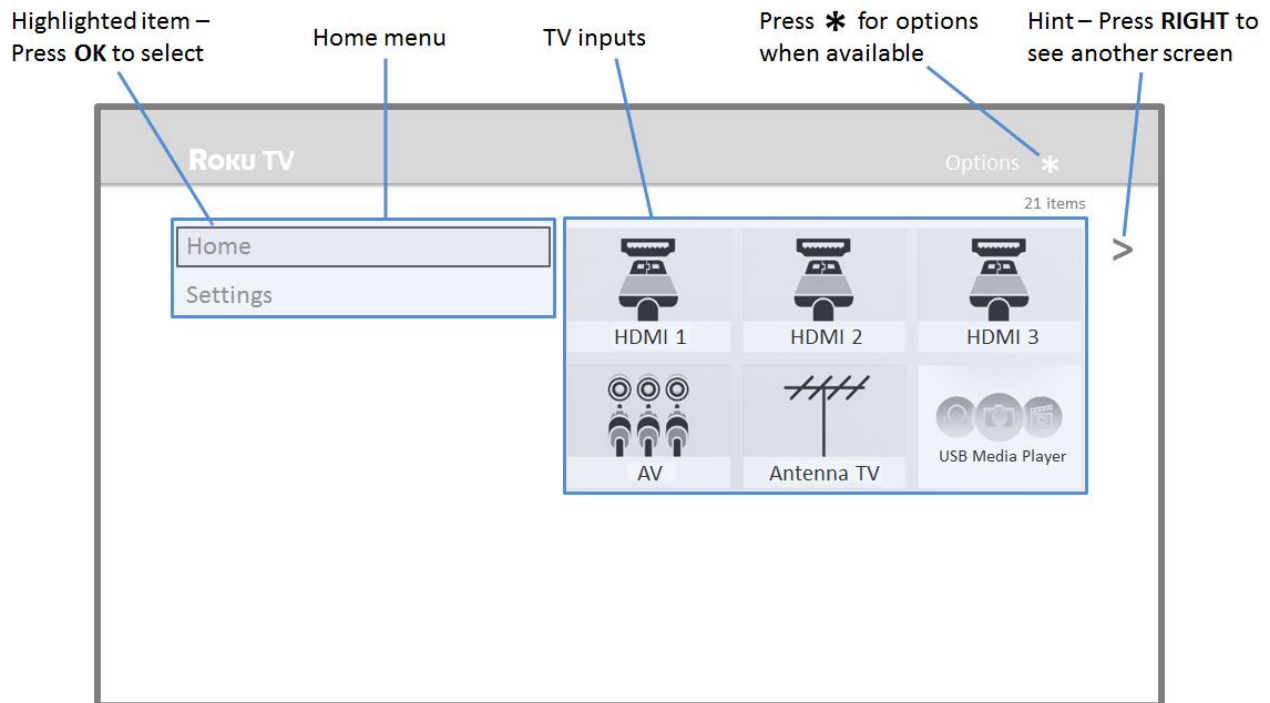 Highlighted item –
Press OK to select
Home menu
TV inputs
Press * for options
when available
Hint – Press RIGHT to
see another screen
ROKU TV
Options *
21 items
Home
Settings
>
HDMI 1
HDMI 2
HDMI 3
AV
Antenna TV
USB Media Player